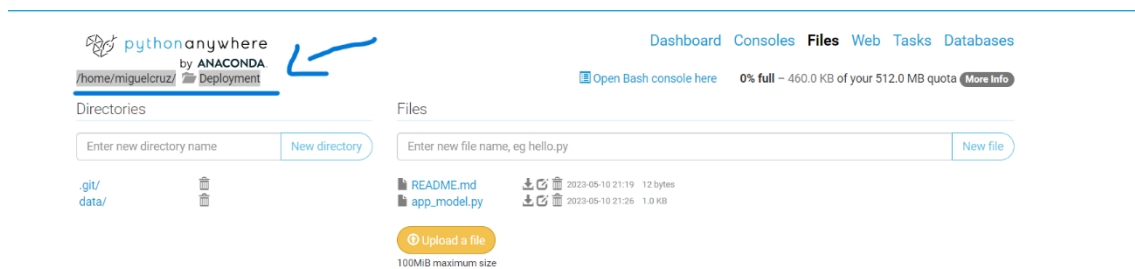 pythonanywhere
by ANACONDA.
Dashboard Consoles Files Web Tasks Databases
/home/miguelcruz/ Deployment
Open Bash console here 0% full – 460.0 KB of your 512.0 MB quota More Info
Directories
Files
Enter new directory name New directory
Enter new file name, eg hello.py New file
.git/
data/
README.md 2023-05-10 21:19 12 bytes
app_model.py 2023-05-10 21:26 1.0 KB
Upload a file
100MiB maximum size